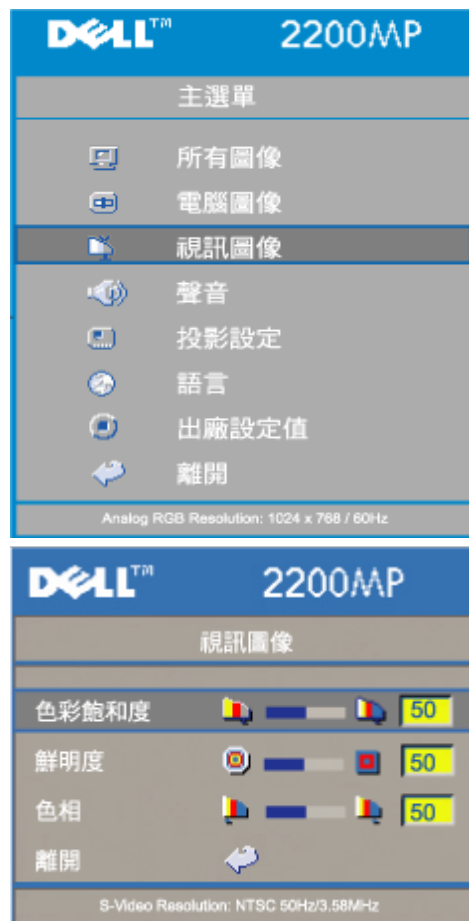 DELL™ 2200MP
主選單
所有圖像
電腦圖像
視訊圖像
聲音
投影設定
語言
出廠設定值
離開
Analog RGB Resolution: 1024 x 768 / 60Hz
DELL™ 2200MP
視訊圖像
色彩飽和度 50
鮮明度 50
色相 50
離開
S-Video Resolution: NTSC 50Hz/3.58MHz